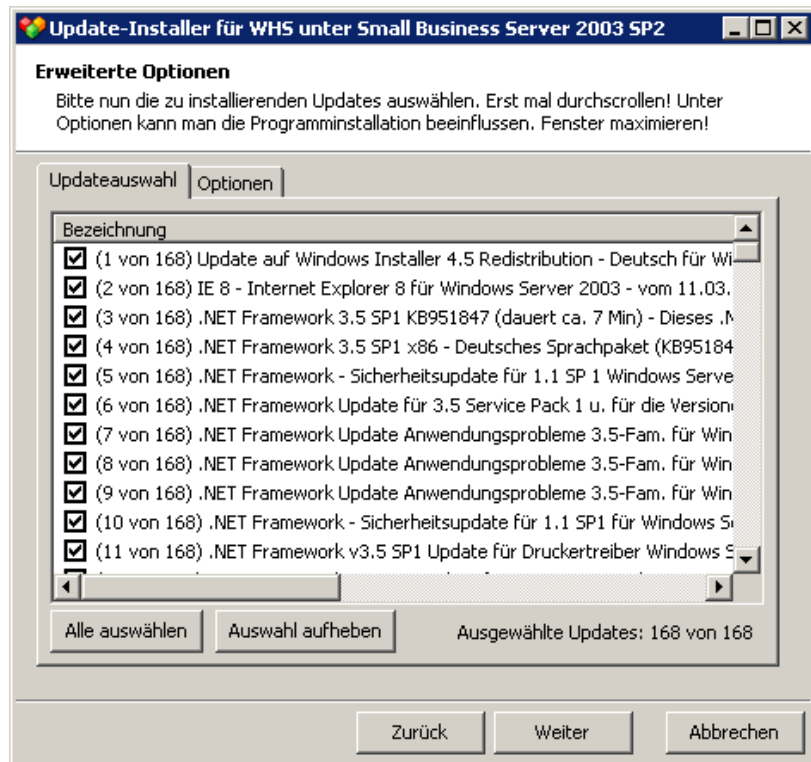 Update-Installer für WHS unter Small Business Server 2003 SP2
Erweiterte Optionen
Bitte nun die zu installierenden Updates auswählen. Erst mal durchscrollen! Unter
Optionen kann man die Programminstallation beeinflussen. Fenster maximieren!
Updateauswahl
Optionen
Bezeichnung
(1 von 168) Update auf Windows Installer 4.5 Redistribution - Deutsch für Wi
(2 von 168) IE 8 - Internet Explorer 8 für Windows Server 2003 - vom 11.03.
(3 von 168) .NET Framework 3.5 SP1 KB951847 (dauert ca. 7 Min) - Dieses .N
(4 von 168) .NET Framework 3.5 SP1 x86 - Deutsches Sprachpaket (KB95184
(5 von 168) .NET Framework - Sicherheitsupdate für 1.1 SP 1 Windows Serve
(6 von 168) .NET Framework Update für 3.5 Service Pack 1 u. für die Version
(7 von 168) .NET Framework Update Anwendungsprobleme 3.5-Fam. für Win
(8 von 168) .NET Framework Update Anwendungsprobleme 3.5-Fam. für Win
(9 von 168) .NET Framework Update Anwendungsprobleme 3.5-Fam. für Win
(10 von 168) .NET Framework - Sicherheitsupdate für 1.1 SP1 für Windows S
(11 von 168) .NET Framework v3.5 SP1 Update für Druckertreiber Windows S
Alle auswählen
Auswahl aufheben
Ausgewählte Updates: 168 von 168
Zurück
Weiter
Abbrechen